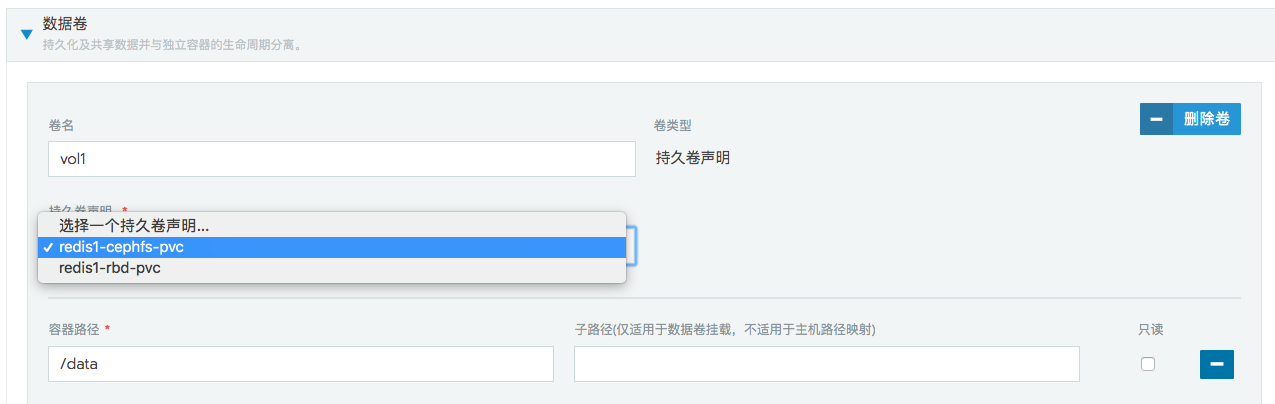 数据卷
持久化及共享数据并与独立容器的生命周期分离。
删除卷
卷名
卷类型
vol1
持久卷声明
持久卷声明 *
选择一个持久卷声明...
redis1-cephfs-pvc
redis1-rbd-pvc
容器路径 *
子路径(仅适用于数据卷挂载，不适用于主机路径映射)
只读
/data